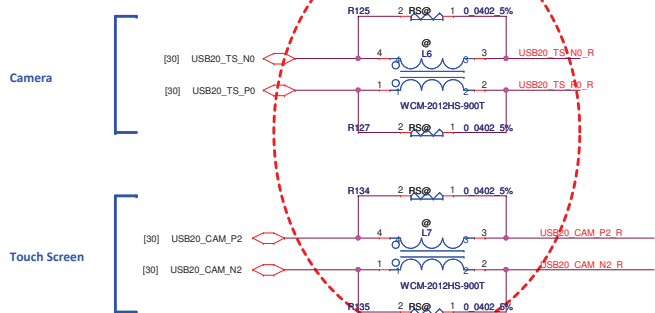 R125 2 RS@ 1 0_0402_5%
@
[30] USB20_TS_N0 4 L6 3 USB20_TS_N0_R
Camera
[30] USB20_TS_P0 1 2 USB20_TS_P0_R
WCM-2012HS-900T
R127 2 RS@ 1 0_0402_5%
R134 2 RS@ 1 0_0402_5%
@
[30] USB20_CAM_P2 4 L7 3 USB20_CAM_P2_R
Touch Screen
[30] USB20_CAM_N2 1 2 USB20_CAM_N2_R
WCM-2012HS-900T
R135 2 RS@ 1 0_0402_5%